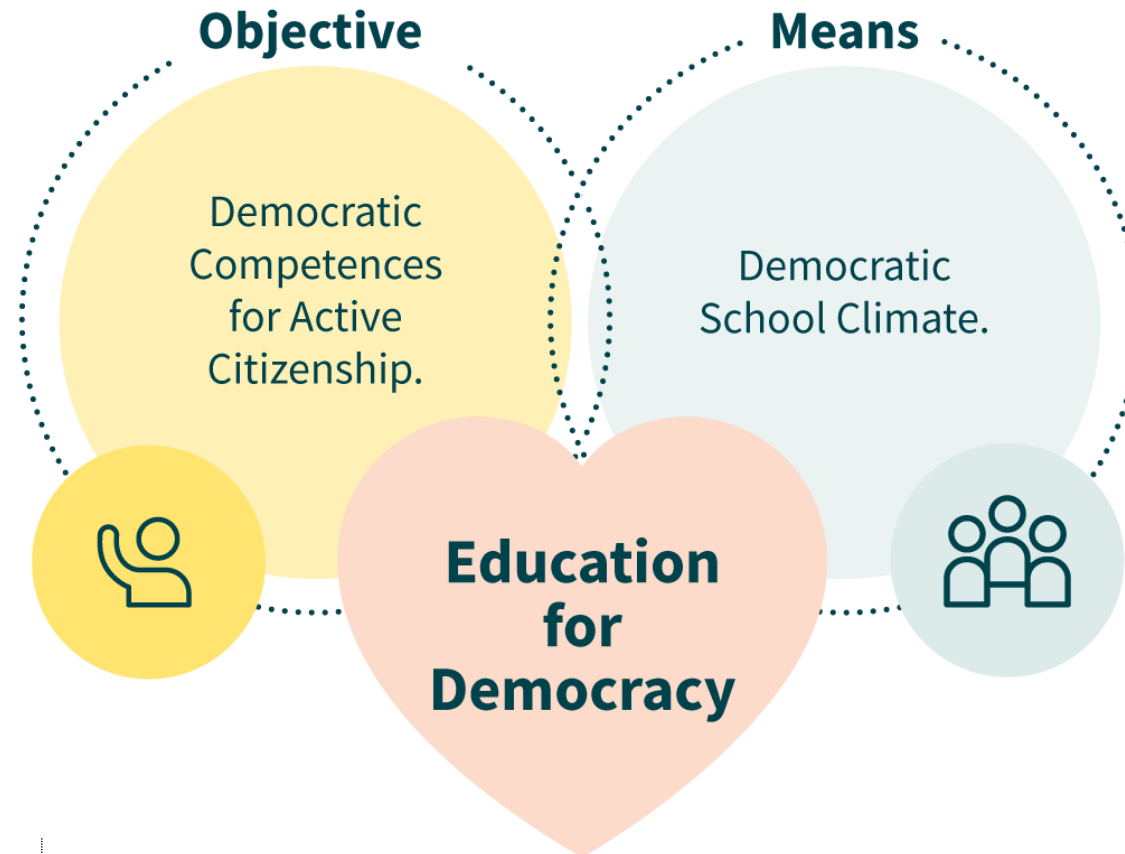 Objective
Democratic
Competences
for Active
Citizenship.
Means
Democratic
School Climate.
Education
for
Democracy